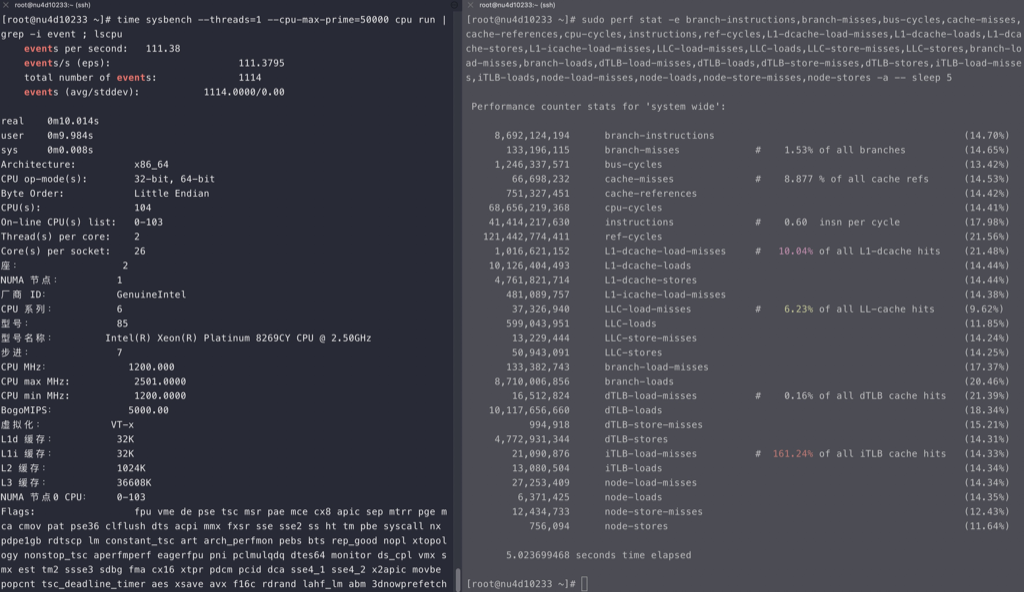 × root@nu4d10233:~ (ssh)
[root@nu4d10233 ~]# time sysbench --threads=1 --cpu-max-prime=50000 cpu run |
grep -i event ; lscpu
events per second:   111.38
events/s (eps):                      111.3795
total number of events:              1114
events (avg/stddev):           1114.0000/0.00
real    0m10.014s
user    0m9.984s
sys     0m0.008s
Architecture:          x86_64
CPU op-mode(s):        32-bit, 64-bit
Byte Order:            Little Endian
CPU(s):                104
On-line CPU(s) list:   0-103
Thread(s) per core:    2
Core(s) per socket:    26
座：                 2
NUMA 节点：         1
厂商 ID：           GenuineIntel
CPU 系列：          6
型号：              85
型号名称：        Intel(R) Xeon(R) Platinum 8269CY CPU @ 2.50GHz
步进：              7
CPU MHz：             1200.000
CPU max MHz:           2501.0000
CPU min MHz:           1200.0000
BogoMIPS：            5000.00
虚拟化：           VT-x
L1d 缓存：          32K
L1i 缓存：          32K
L2 缓存：           1024K
L3 缓存：           36608K
NUMA 节点0 CPU：    0-103
Flags:                 fpu vme de pse tsc msr pae mce cx8 apic sep mtrr pge m
ca cmov pat pse36 clflush dts acpi mmx fxsr sse sse2 ss ht tm pbe syscall nx
pdpe1gb rdtscp lm constant_tsc art arch_perfmon pebs bts rep_good nopl xtopol
ogy nonstop_tsc aperfmperf eagerfpu pni pclmulqdq dtes64 monitor ds_cpl vmx s
mx est tm2 ssse3 sdbg fma cx16 xtpr pdcm pcid dca sse4_1 sse4_2 x2apic movbe
popcnt tsc_deadline_timer aes xsave avx f16c rdrand lahf_lm abm 3dnowprefetch
× root@nu4d10233:~ (ssh)
[root@nu4d10233 ~]# sudo perf stat -e branch-instructions,branch-misses,bus-cycles,cache-misses,
cache-references,cpu-cycles,instructions,ref-cycles,L1-dcache-load-misses,L1-dcache-loads,L1-dca
che-stores,L1-icache-load-misses,LLC-load-misses,LLC-loads,LLC-store-misses,LLC-stores,branch-lo
ad-misses,branch-loads,dTLB-load-misses,dTLB-loads,dTLB-store-misses,dTLB-stores,iTLB-load-misse
s,iTLB-loads,node-load-misses,node-loads,node-store-misses,node-stores -a -- sleep 5
Performance counter stats for 'system wide':
8,692,124,194      branch-instructions                                           (14.70%)
133,196,115      branch-misses             #    1.53% of all branches          (14.65%)
1,246,337,571      bus-cycles                                                    (13.42%)
66,698,232      cache-misses              #    8.877 % of all cache refs      (14.53%)
751,327,451      cache-references                                              (14.42%)
68,656,219,368      cpu-cycles                                                    (14.41%)
41,414,217,630      instructions              #    0.60  insn per cycle           (17.98%)
121,442,774,411      ref-cycles                                                    (21.56%)
1,016,621,152      L1-dcache-load-misses     #   10.04% of all L1-dcache hits    (21.48%)
10,126,404,493      L1-dcache-loads                                               (14.44%)
4,761,821,714      L1-dcache-stores                                              (14.44%)
481,089,757      L1-icache-load-misses                                         (14.38%)
37,326,940      LLC-load-misses           #    6.23% of all LL-cache hits     (9.62%)
599,043,951      LLC-loads                                                     (11.85%)
13,229,444      LLC-store-misses                                              (14.24%)
50,943,091      LLC-stores                                                    (14.25%)
133,382,743      branch-load-misses                                            (17.37%)
8,710,006,856      branch-loads                                                  (20.46%)
16,512,824      dTLB-load-misses          #    0.16% of all dTLB cache hits   (21.39%)
10,117,656,660      dTLB-loads                                                    (18.34%)
994,918      dTLB-store-misses                                             (15.21%)
4,772,931,344      dTLB-stores                                                   (14.31%)
21,090,876      iTLB-load-misses          #  161.24% of all iTLB cache hits   (14.33%)
13,080,504      iTLB-loads                                                    (14.34%)
27,253,409      node-load-misses                                              (14.34%)
6,371,425      node-loads                                                    (14.35%)
12,434,733      node-store-misses                                             (12.43%)
756,094      node-stores                                                   (11.64%)
5.023699468 seconds time elapsed
[root@nu4d10233 ~]#